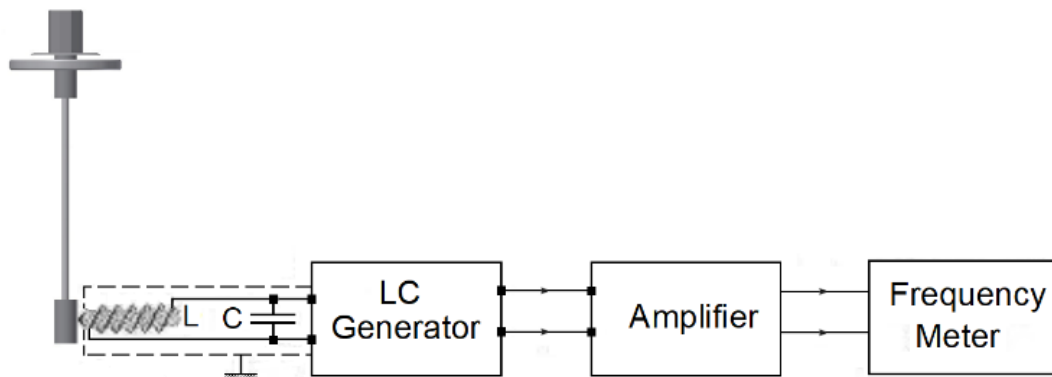 L
C
LC
Generator
Amplifier
Frequency
Meter